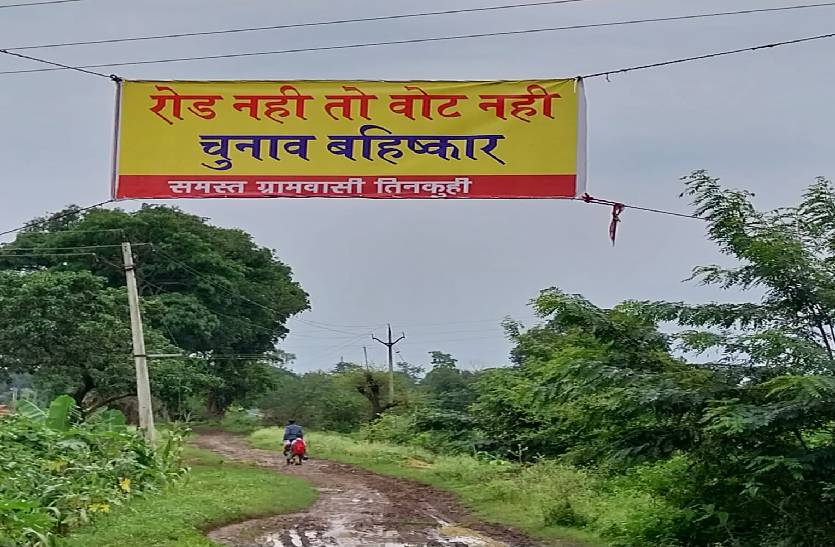 रोड नही तो वोट नही
चुनाव बहिष्कार
समस्त ग्रामवासी तिनकुही